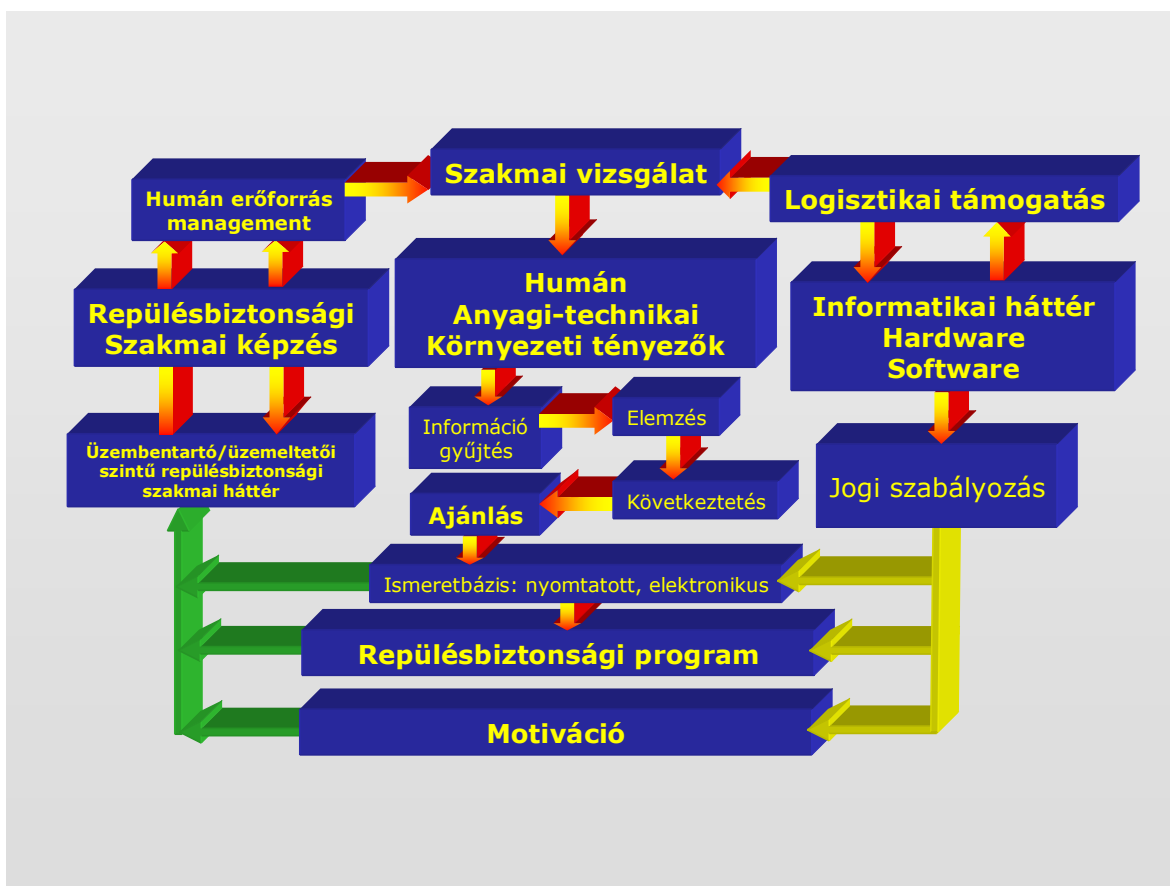 Szakmai vizsgálat
Humán erőforrás
management
Logisztikai támogatás
Repülésbiztonsági
Szakmai képzés
Humán
Anyagi-technikai
Környezeti tényezők
Informatikai háttér
Hardware
Software
Üzembentartó/üzemeltetői
szintű repülésbiztonsági
szakmai háttér
Információ
gyűjtés
Elemzés
Következtetés
Ajánlás
Jogi szabályozás
Ismeretbázis: nyomtatott, elektronikus
Repülésbiztonsági program
Motiváció